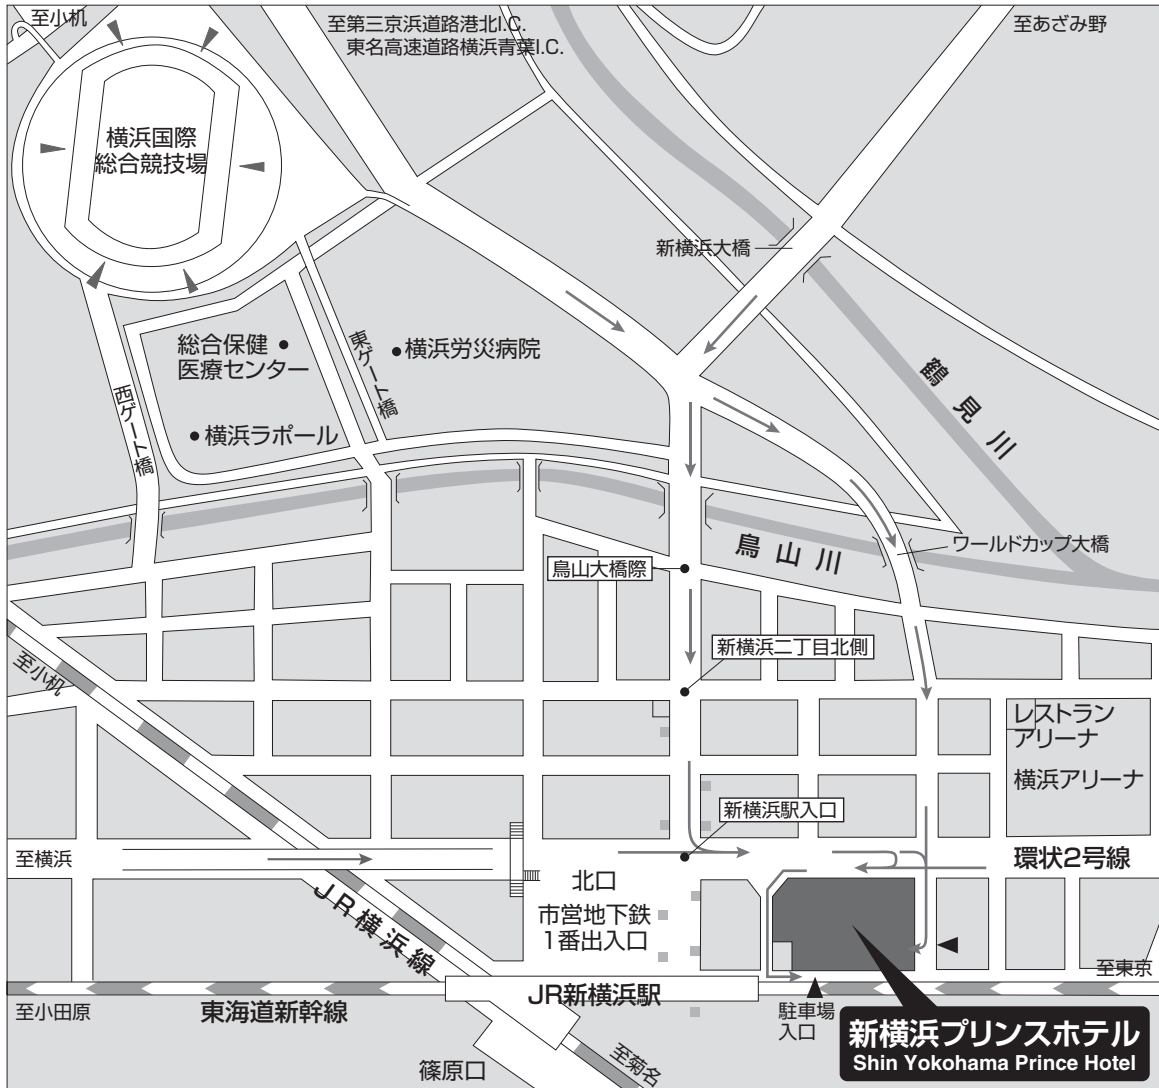 至小机
至第三京浜道路港北I.C.
東名高速道路横浜青葉I.C.
至あざみ野
横浜国際
総合競技場
新横浜大橋
総合保健
医療センター
東ゲート橋
横浜労災病院
鶴見川
西ゲート橋
横浜ラポール
鳥山川
ワールドカップ大橋
鳥山大橋際
新横浜二丁目北側
至小机
レストラン
アリーナ
横浜アリーナ
新横浜駅入口
至横浜
環状2号線
北口
JR横浜線
市営地下鉄
1番出入口
至東京
至小田原
東海道新幹線
JR新横浜駅
駐車場
入口
新横浜プリンスホテル
Shin Yokohama Prince Hotel
篠原口
至菊名